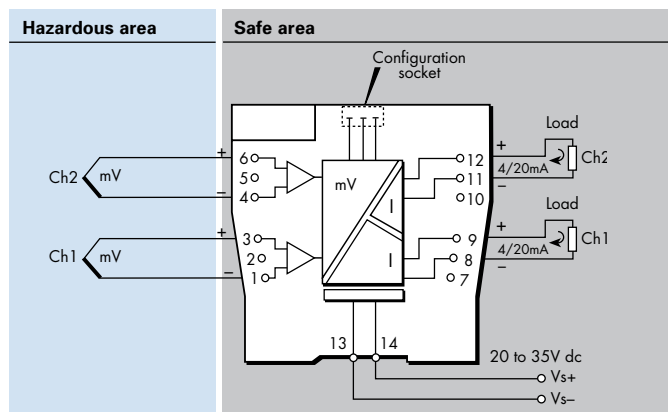 Hazardous area
Safe area
Configuration
socket
Load
+
6
5
4
–
Ch2
mV
mV
I
I
12
11
10
+
4/20mA
–
Ch2
Load
+
3
2
1
–
Ch1
mV
9
8
7
+
4/20mA
–
Ch1
13
14
20 to 35V dc
Vs+
Vs–